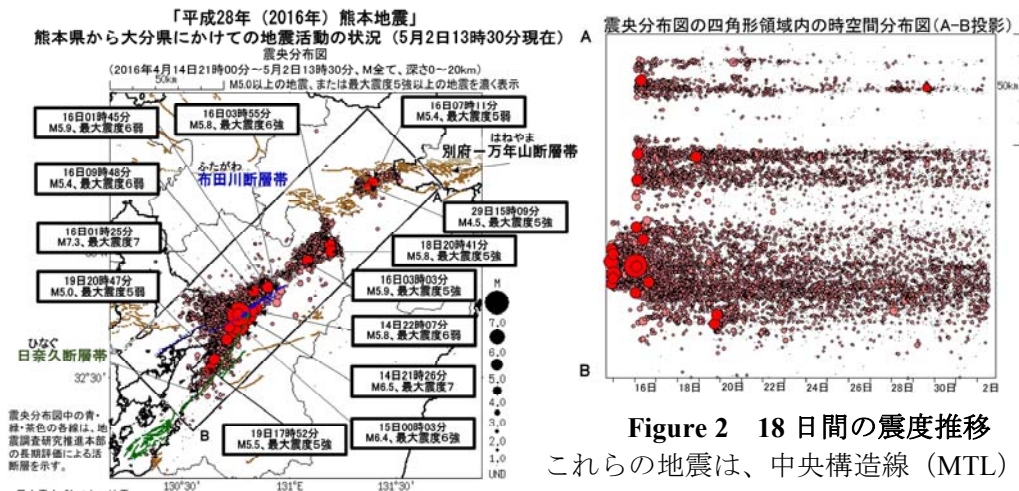 「平成28年（2016年）熊本地震」
熊本県から大分県にかけての地震活動の状況（5月2日13時30分現在）
震央分布図
（2016年4月14日21時00分～5月2日13時30分、M全て、深さ0～20km）
50km
M5.0以上の地震、または最大震度5強以上の地震を濃く表示
16日01時45分
M5.9、最大震度6弱
16日03時55分
M5.8、最大震度6強
16日07時11分
M5.4、最大震度5弱
はねやま
別府－万年山断層帯
ふたがわ
布田川断層帯
16日09時48分
M5.4、最大震度6弱
A
29日15時09分
M4.5、最大震度5強
16日01時25分
M7.3、最大震度7
18日20時41分
M5.8、最大震度5強
19日20時47分
M5.0、最大震度5弱
16日03時03分
M5.9、最大震度5強
M
7.0
6.0
5.0
4.0
3.0
2.0
1.0
UND
14日22時07分
M5.8、最大震度6弱
ひなぐ
日奈久断層帯
32°30'
14日21時26分
M6.5、最大震度7
震央分布図中の青・
緑・茶色の各線は、地
震調査研究推進本部
の長期評価による活
断層を示す。
B
19日17時52分
M5.5、最大震度5強
15日00時03分
M6.4、最大震度6強
130°30'
131°E
131°30'
震央分布図の四角形領域内の時空間分布図(A-B投影)
A
50km
B
16日
18日
20日
22日
24日
26日
28日
30日
2日
Figure 2 18日間の震度推移
これらの地震は、中央構造線（MTL）